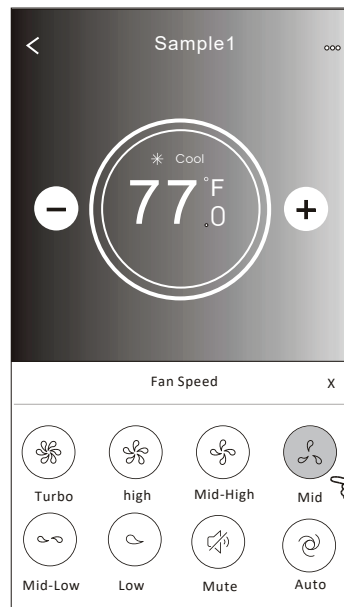 Sample1
Cool
77.0°F
Fan Speed X
Turbo high Mid-High Mid
Mid-Low Low Mute Auto